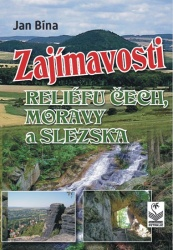 Jan Bína
Zajímavosti
RELIÉFU ČECH,
MORAVY
a SLEZSKA